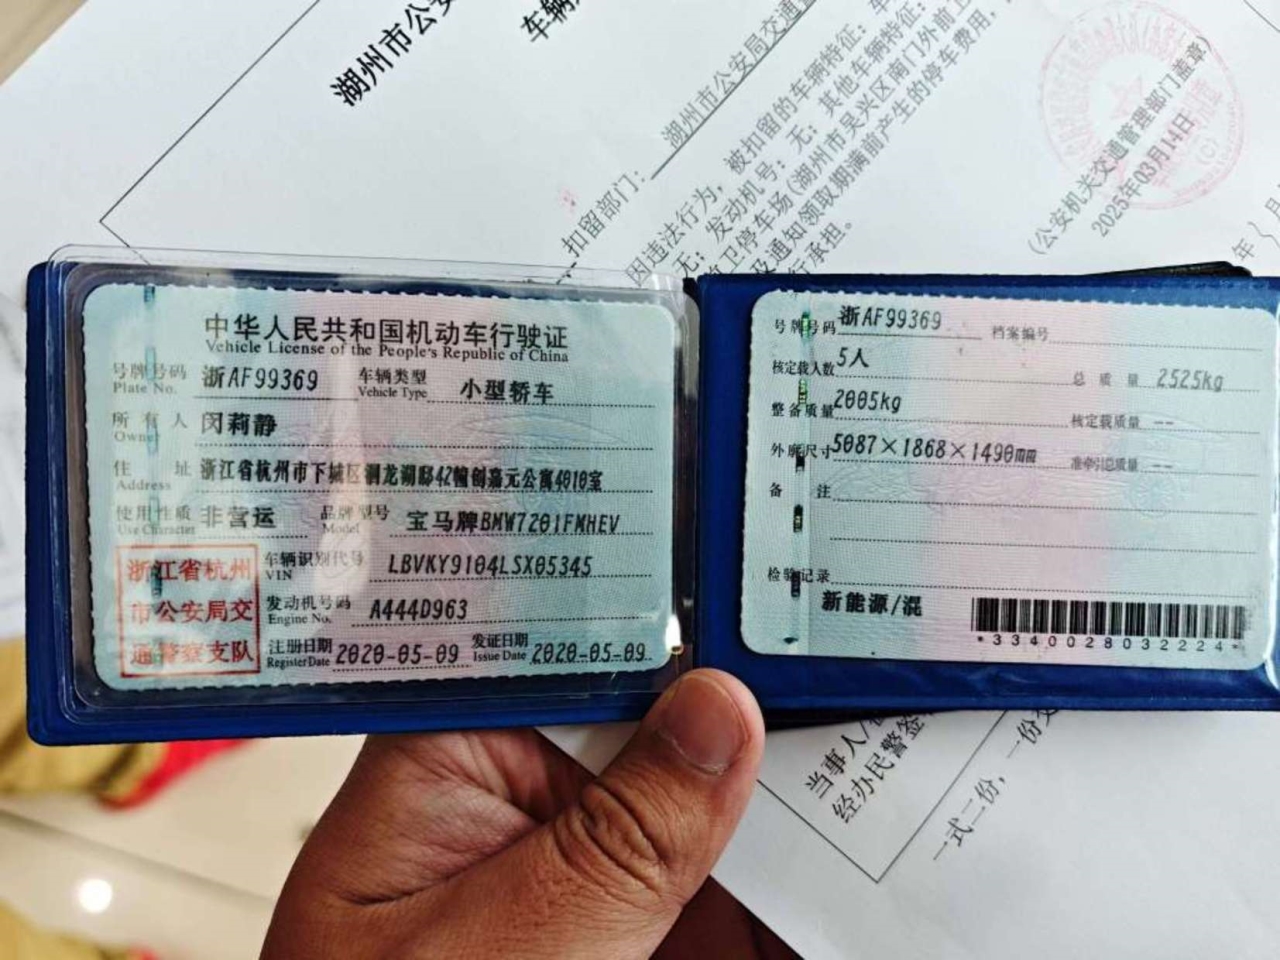 湖州市公安
车辆
扣留部门：
湖州市公安局交通
因违法行为，被扣留的车辆特征：车
无；发动机号：无；其他车辆特征：
卫停车场(湖州市吴兴区南门外前卫
及通知领取期满前产生的停车费用，
行承担。
(公安机关交通管理部门盖章)
2025年03月14日
(C)
年 月
中华人民共和国机动车行驶证
Vehicle License of the People's Republic of China
号牌号码 浙AF99369 车辆类型 小型轿车
Plate No. Vehicle Type
所有人 闵莉静
Owner
住址 浙江省杭州市下城区 龙湖邸42幢创嘉元公寓4010室
Address
使用性质 非营运 品牌型号 宝马牌BMW7201FMHEV
Use Character Model
浙江省杭州
市公安局交
通警察支队
车辆识别代号 LBVKY9104LSX05345
VIN
发动机号码 A444D963
Engine No.
注册日期 2020-05-09 发证日期 2020-05-09
Register Date Issue Date
号牌号码 浙AF99369 档案编号
核定载人数 5人 总质量 2525kg
整备质量 2005kg 核定载质量 --
外廓尺寸 5087×1868×1490mm 准牵引总质量 --
备注
检验记录
新能源/混
*3340028032224*
当事人/
经办民警签
一式二份，一份交